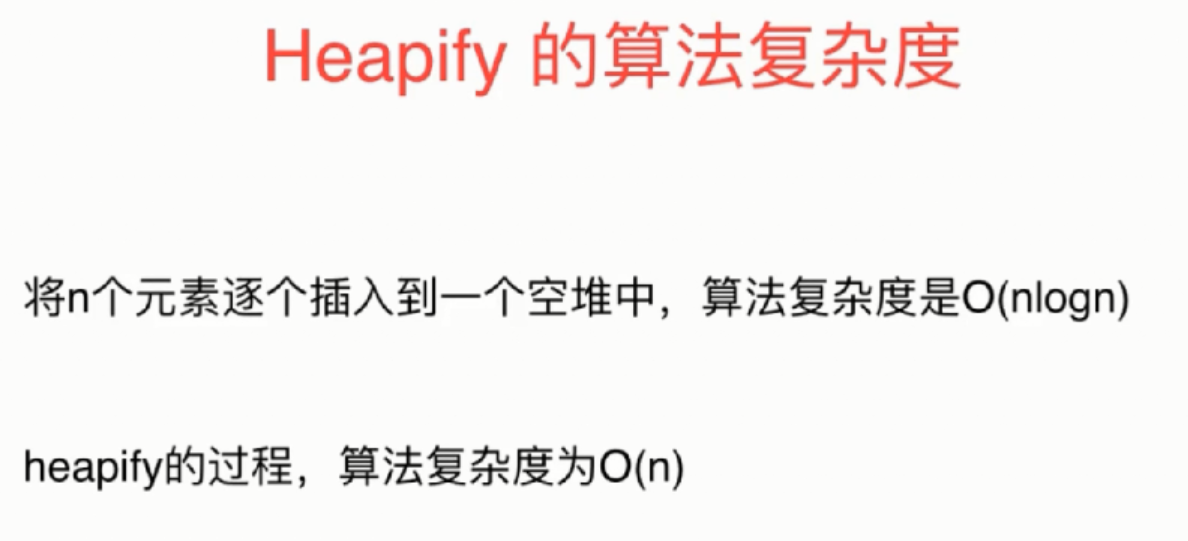 Heapify 的算法复杂度
将n个元素逐个插入到一个空堆中，算法复杂度是O(nlogn)
heapify的过程，算法复杂度为O(n)